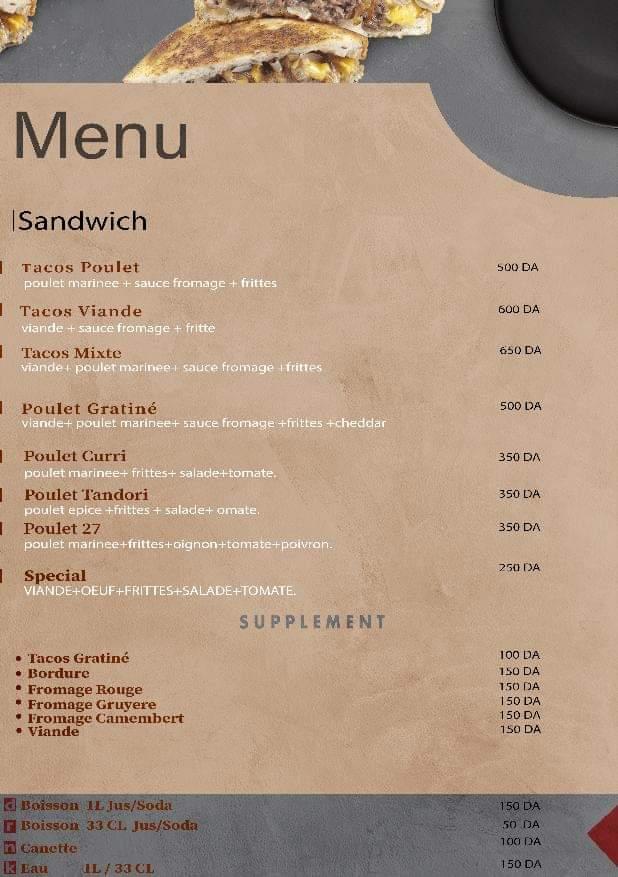 Menu
Sandwich
Tacos Poulet 500 DA
poulet marinee + sauce fromage + frittes
Tacos Viande 600 DA
viande + sauce fromage + fritte
Tacos Mixte 650 DA
viande+ poulet marinee+ sauce fromage +frittes
Poulet Gratiné 500 DA
viande+ poulet marinee+ sauce fromage +frittes +cheddar
Poulet Curri 350 DA
poulet marinee+ frittes+ salade+tomate.
Poulet Tandori 350 DA
poulet epice +frittes + salade+ omate.
Poulet 27 350 DA
poulet marinee+frittes+oignon+tomate+poivron.
Special 250 DA
VIANDE+OEUF+FRITTES+SALADE+TOMATE.
SUPPLEMENT
• Tacos Gratiné 100 DA
• Bordure 150 DA
• Fromage Rouge 150 DA
• Fromage Gruyere 150 DA
• Fromage Camembert 150 DA
• Viande 150 DA
d Boisson 1L Jus/Soda 150 DA
r Boisson 33 CL Jus/Soda 50 DA
n Canette 100 DA
k Eau 1L / 33 CL 150 DA